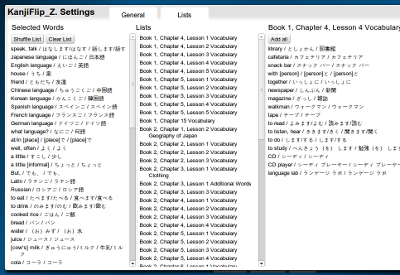 KanjiFlip_Z. Settings
General
Lists
Selected Words
Shuffle List
Clear List
speak, talk / はなします/はなす / 話します/話す
Japanese language / にほんご / 日本語
English language / えいご / 英語
house / うち / 家
friend / ともだち / 友達
Chinese language / ちゅうごくご / 中国語
Korean language / かんこくご / 韓国語
Spanish language / スペインご / スペイン語
French language / フランスご / フランス語
German language / ドイツご / ドイツ語
what language? / なにご / 何語
at/in [place] / [place]で / [place]で
well, often / よく / よく
a little / すこし / 少し
a little [informal] / ちょっと / ちょっと
But, / でも、 / でも、
Latin / ラテンご / ラテン語
Russian / ロシアご / ロシア語
to eat / たべます/たべる / 食べます/食べる
to drink / のみます/のむ / 飲みます/飲む
cooked rice / ごはん / ご飯
bread / パン / パン
water / （お）みず / （お）水
juice / ジュース / ジュース
[cow's] milk / ぎゅうにゅう/ミルク / 牛乳/ミル
ク
cola / コーラ / コーラ
Lists
Book 1, Chapter 4, Lesson 1 Vocabulary
Book 1, Chapter 4, Lesson 2 Vocabulary
Book 1, Chapter 4, Lesson 3 Vocabulary
Book 1, Chapter 4, Lesson 4 Vocabulary
Book 1, Chapter 4, Lesson 5 Vocabulary
Book 1, Chapter 5, Lesson 1 Vocabulary
Book 1, Chapter 5, Lesson 2 Vocabulary
Book 1, Chapter 5, Lesson 3 Vocabulary
Book 1, Chapter 5, Lesson 4 Vocabulary
Book 1, Chapter 5, Lesson 5 Vocabulary
Book 1, Chapter 15 Vocabulary
Book 2, Chapter 1, Lesson 2 Vocabulary
Geography of Japan
Book 2, Chapter 2, Lesson 1 Vocabulary
Book 2, Chapter 2, Lesson 2 Vocabulary
Book 2, Chapter 2, Lesson 3 Vocabulary
Clothing
Book 2, Chapter 3, Lesson 1 Additional Words
Book 2, Chapter 3, Lesson 3 Vocabulary
Book 2, Chapter 4, Lesson 1 Vocabulary
Book 2, Chapter 4, Lesson 2 Vocabulary
Book 2, Chapter 4, Lesson 3 Vocabulary
Book 2, Chapter 5, Lesson 2 Vocabulary
Book 2, Chapter 5, Lesson 3 Vocabulary
Book 2, Chapter 5, Lesson 4 Vocabulary
Book 2, Chapter 6, Lesson 1 Vocabulary
Book 1, Chapter 4, Lesson 4 Vocabulary
Add all
library / としょかん / 図書館
cafeteria / カフェテリア / カフェテリア
snack bar / スナック バー / スナック バー
with [person] / [person]と / [person]と
together / いっしょに / いっしょに
newspaper / しんぶん / 新聞
magazine / ざっし / 雑誌
walkman / ウォークマン / ウォークマン
tape / テープ / テープ
to read / よみます/よむ / 読みます/読む
to listen, hear / ききます/きく / 聞きます/聞く
to do / します/する / します/する
to study / べんきょう（を） します / 勉強（を） し
CD / シーディ / シーディ
CD player / シーディ プレーヤー / シーディ プレーヤー
language lab / ランゲージ ラボ / ランゲージ ラボ